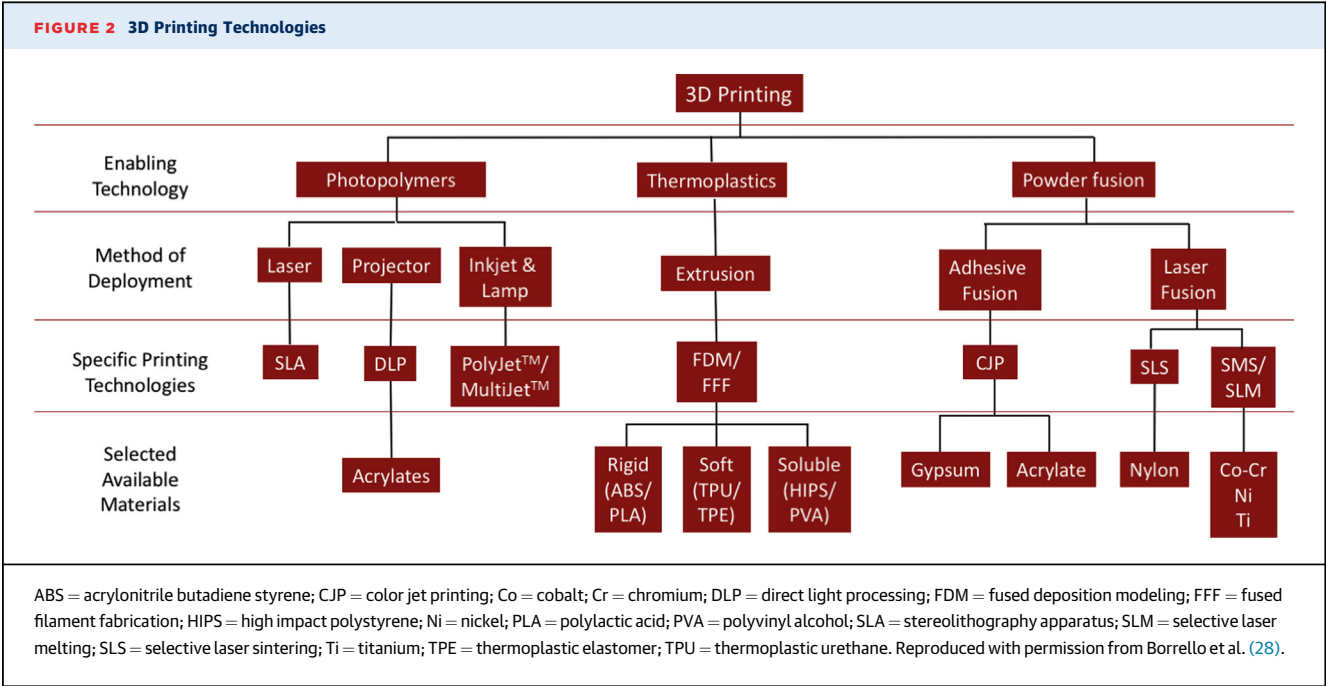 FIGURE 2 3D Printing Technologies
3D Printing
Enabling
Technology
Photopolymers
Thermoplastics
Powder fusion
Method of
Deployment
Laser
Projector
Inkjet &
Lamp
Extrusion
Adhesive
Fusion
Laser
Fusion
Specific Printing
Technologies
SLA
DLP
PolyJet™/
MultiJet™
FDM/
FFF
CJP
SLS
SMS/
SLM
Selected
Available
Materials
Acrylates
Rigid
(ABS/
PLA)
Soft
(TPU/
TPE)
Soluble
(HIPS/
PVA)
Gypsum
Acrylate
Nylon
Co-Cr
Ni
Ti
ABS = acrylonitrile butadiene styrene; CJP = color jet printing; Co = cobalt; Cr = chromium; DLP = direct light processing; FDM = fused deposition modeling; FFF = fused
filament fabrication; HIPS = high impact polystyrene; Ni = nickel; PLA = polylactic acid; PVA = polyvinyl alcohol; SLA = stereolithography apparatus; SLM = selective laser
melting; SLS = selective laser sintering; Ti = titanium; TPE = thermoplastic elastomer; TPU = thermoplastic urethane. Reproduced with permission from Borrello et al. (28).